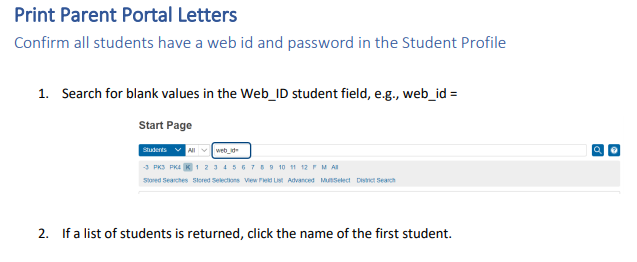 Print Parent Portal Letters
Confirm all students have a web id and password in the Student Profile
1. Search for blank values in the Web_ID student field, e.g., web_id =
Start Page
Students All web_id=
-3 PK3 PK4 K 1 2 3 4 5 6 7 8 9 10 11 12 F M All
Stored Searches Stored Selections View Field List Advanced MultiSelect District Search
2. If a list of students is returned, click the name of the first student.